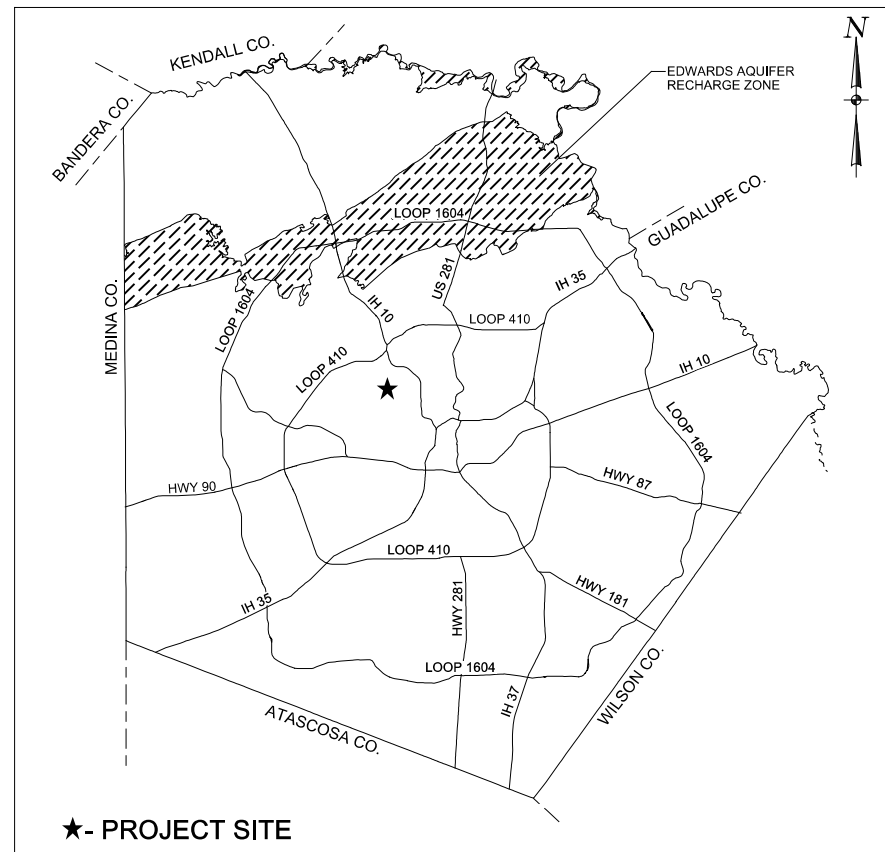 N
KENDALL CO.
EDWARDS AQUIFER
RECHARGE ZONE
BANDERA CO.
GUADALUPE CO.
LOOP 1604
US 281
IH 35
MEDINA CO.
LOOP 1604
IH 10
LOOP 410
LOOP 410
IH 10
LOOP 1604
HWY 90
HWY 87
LOOP 410
IH 35
HWY 281
HWY 181
LOOP 1604
IH 37
WILSON CO.
ATASCOSA CO.
★- PROJECT SITE